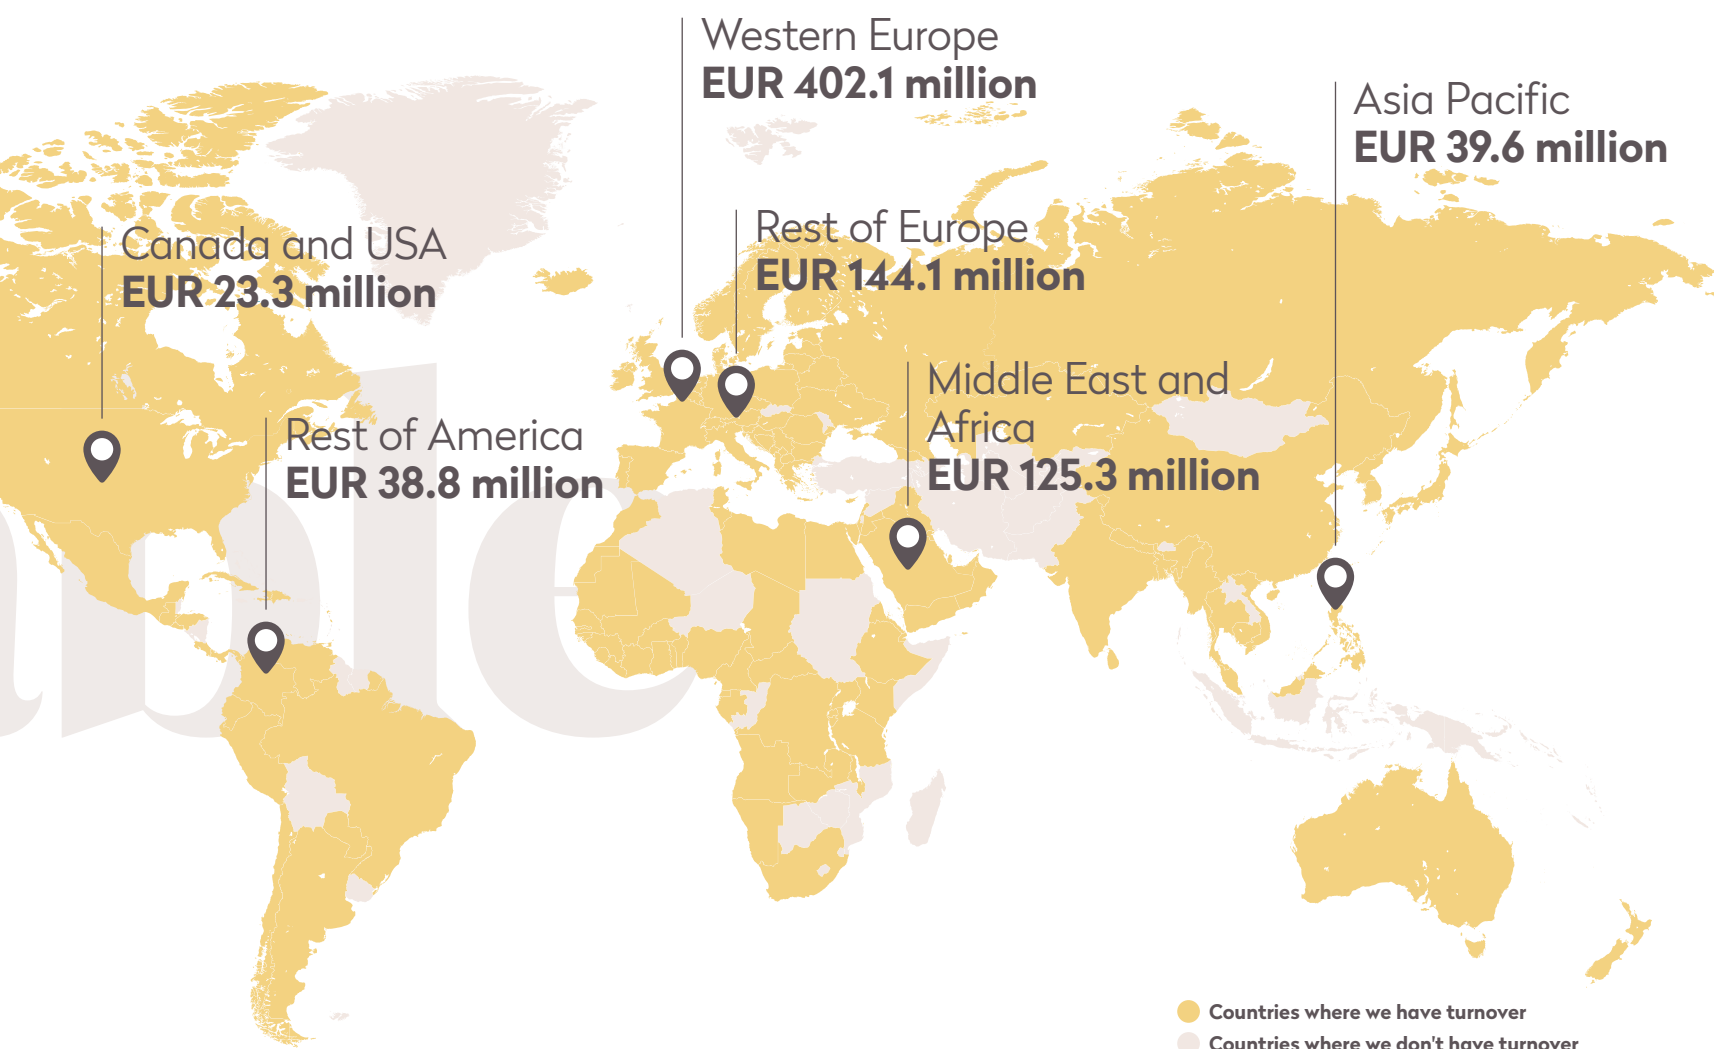 Western Europe
EUR 402.1 million
Asia Pacific
EUR 39.6 million
Rest of Europe
EUR 144.1 million
Canada and USA
EUR 23.3 million
Middle East and
Africa
EUR 125.3 million
Rest of America
EUR 38.8 million
Countries where we have turnover
Countries where we don't have turnover